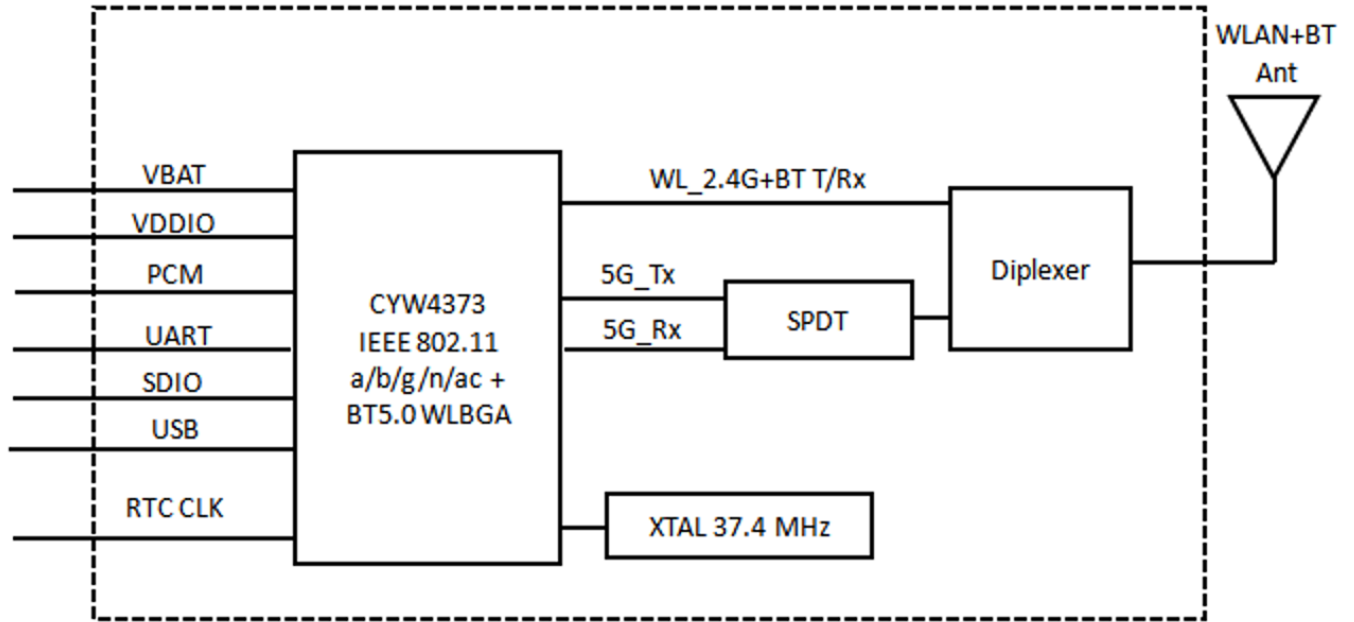 WLAN+BT
Ant
VBAT
WL_2.4G+BT T/Rx
VDDIO
PCM
5G_Tx
Diplexer
CYW4373
IEEE 802.11
a/b/g/n/ac +
BT5.0 WLBGA
SPDT
UART
5G_Rx
SDIO
USB
RTC CLK
XTAL 37.4 MHz